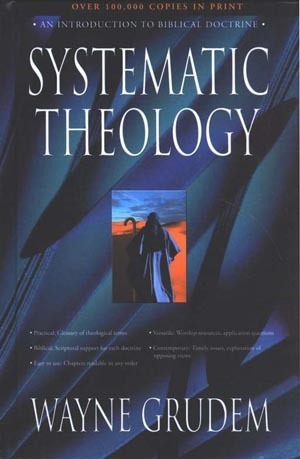 OVER 100,000 COPIES IN PRINT
• AN INTRODUCTION TO BIBLICAL DOCTRINE •
SYSTEMATIC
THEOLOGY
• Practical: Glossary of theological terms
• Biblical: Scriptural support for each doctrine
• Easy to use: Chapters readable in any order
• Versatile: Worship resources, application questions
• Contemporary: Family issues, explanation of
opposing views
WAYNE GRUDEM